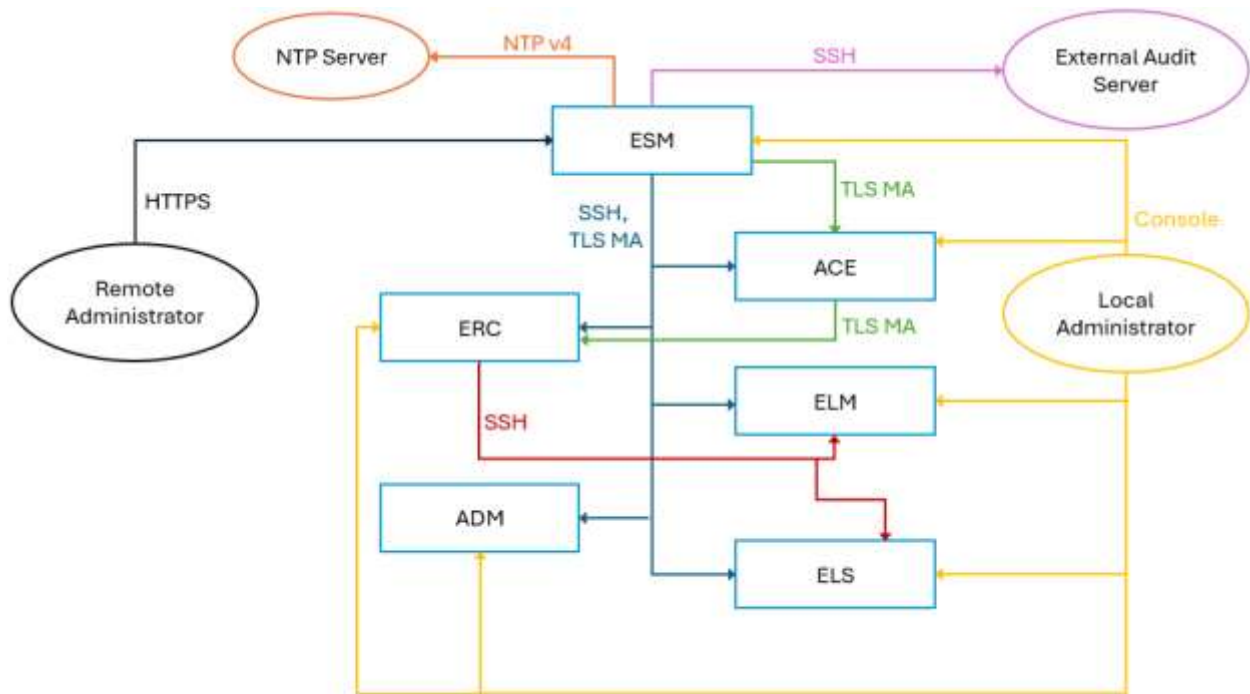 NTP v4
SSH
NTP Server
External Audit
Server
ESM
HTTPS
TLS MA
SSH,
TLS MA
Console
ACE
Remote
Administrator
Local
Administrator
ERC
TLS MA
ELM
SSH
ADM
ELS